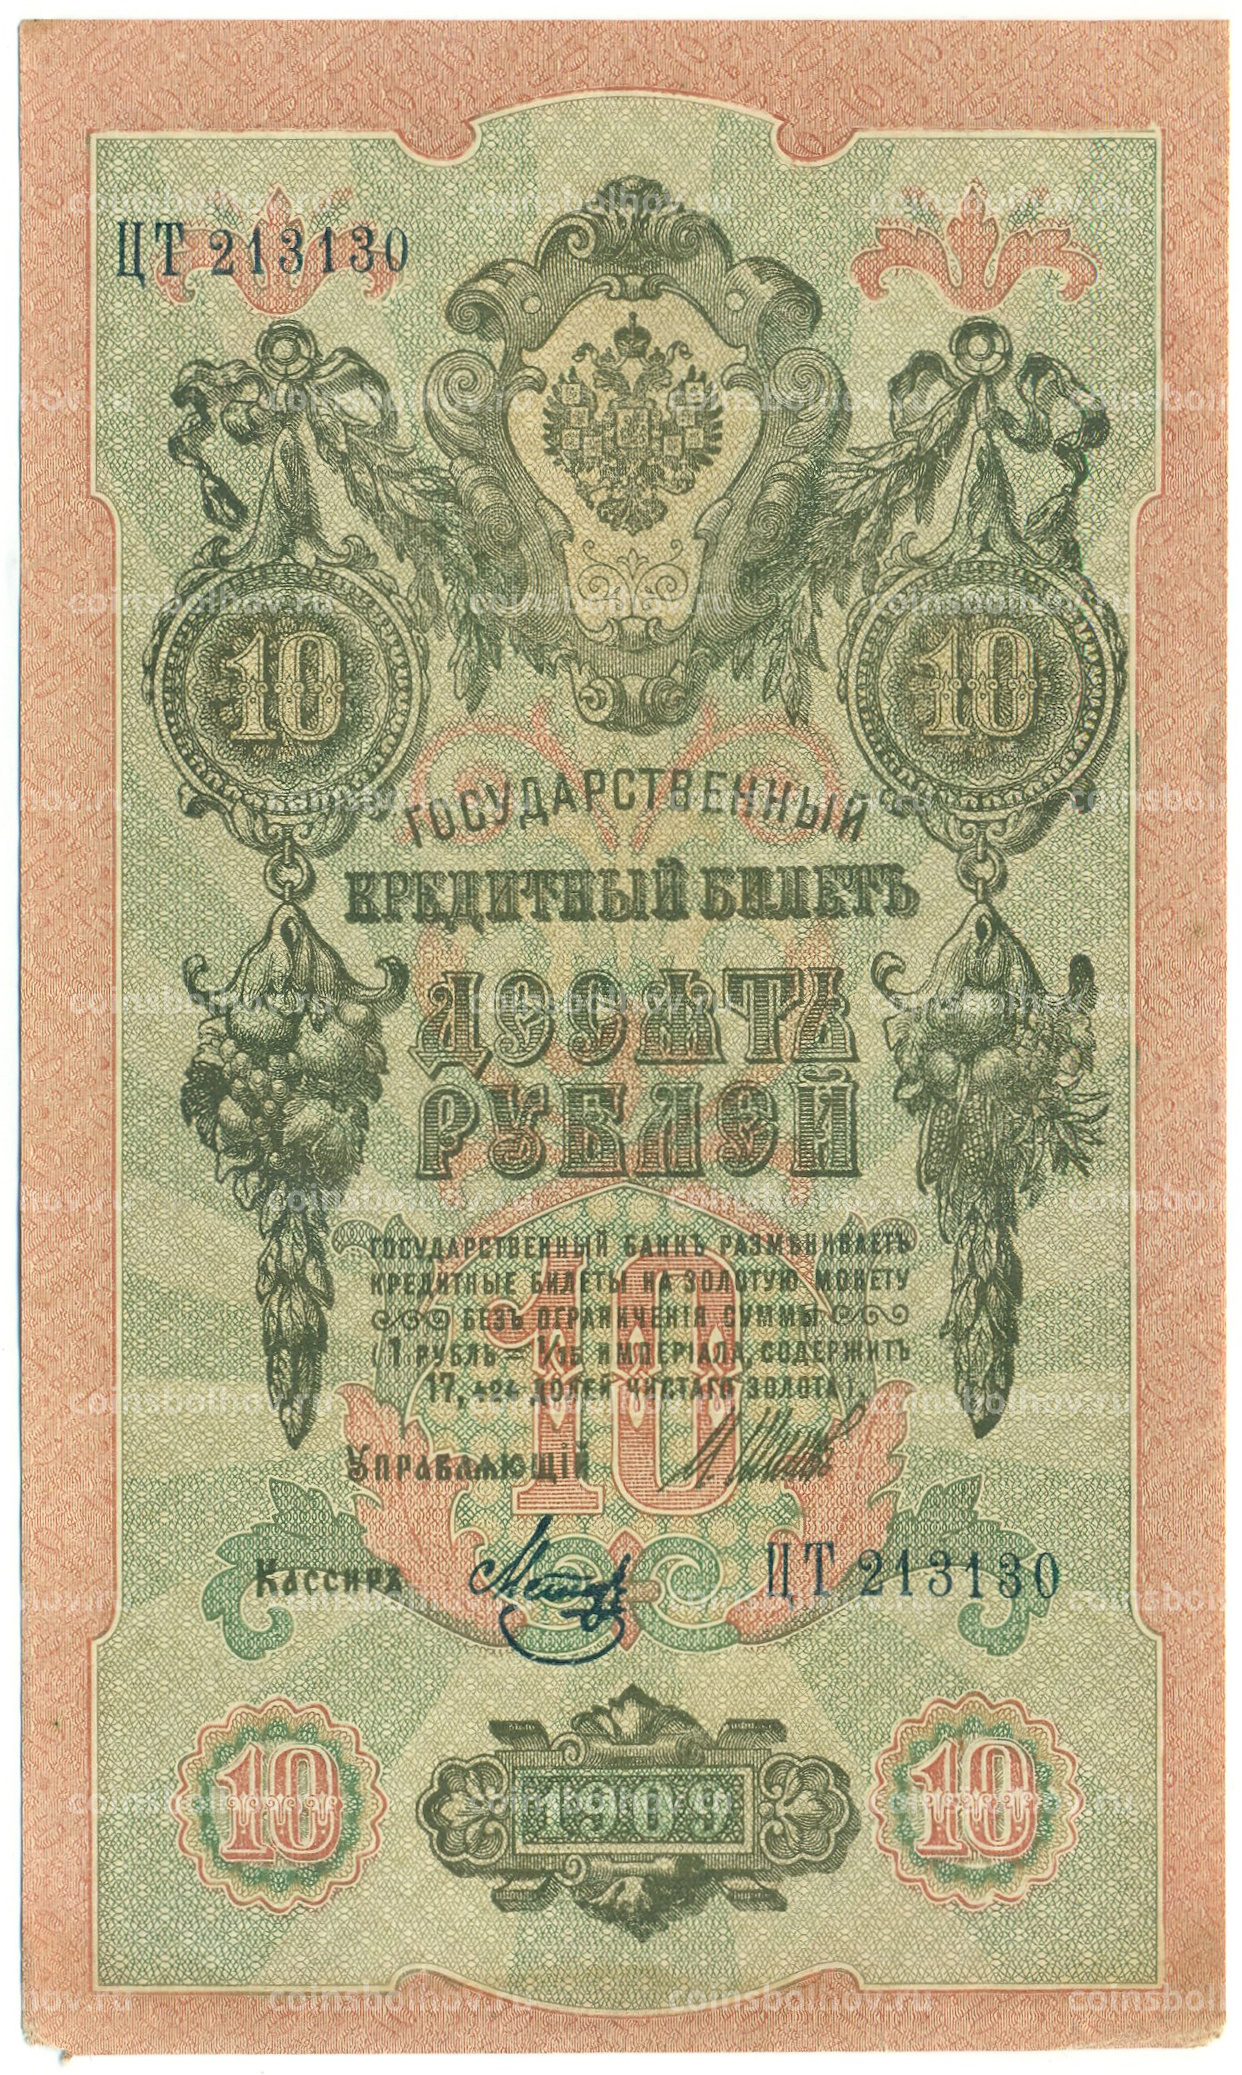 ЦТ 213130
10 10
ГОСУДАРСТВЕННЫЙ
КРЕДИТНЫЙ БИЛЕТЪ
ДЕСЯТЬ
РУБЛЕЙ
ГОСУДАРСТВЕННЫЙ БАНКЪ РАЗМѢНИВАЕТЪ
КРЕДИТНЫЕ БИЛЕТЫ НА ЗОЛОТУЮ МОНЕТУ
БЕЗЪ ОГРАНИЧЕНІЯ СУММЫ
(1 РУБЛЬ = 1/15 ИМПЕРІАЛА, СОДЕРЖИТЪ
17,424 ДОЛЕЙ ЧИСТАГО ЗОЛОТА).
10
УПРАВЛЯЮЩІЙ
КАССИРЪ
ЦТ 213130
10 1909 10
coinsbolhov.ru